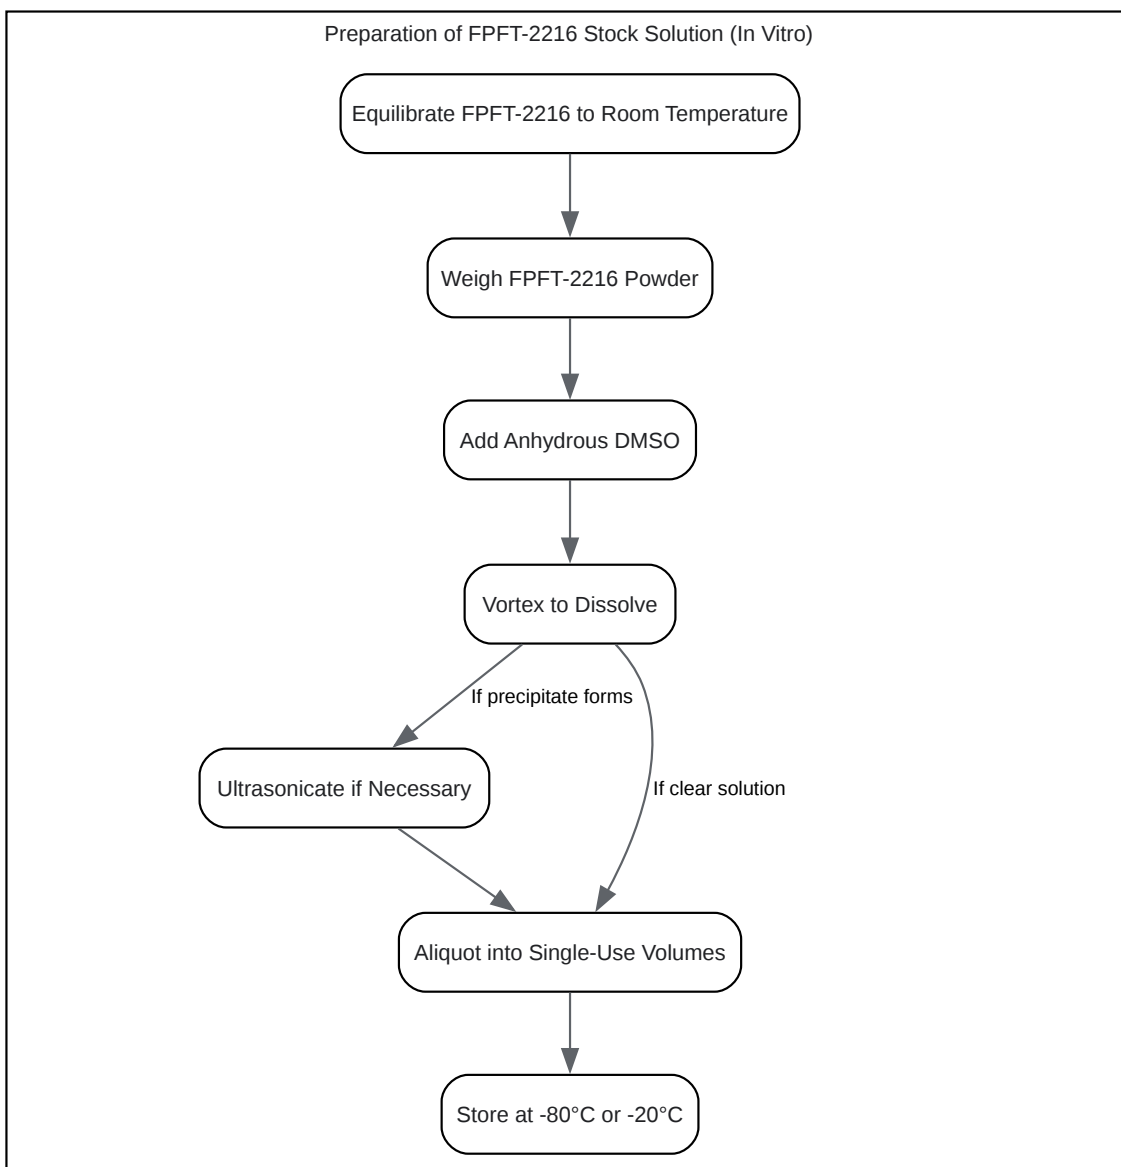 Preparation of FPFT-2216 Stock Solution (In Vitro)
Equilibrate FPFT-2216 to Room Temperature
Weigh FPFT-2216 Powder
Add Anhydrous DMSO
Vortex to Dissolve
If precipitate forms
Ultrasonicate if Necessary
If clear solution
Aliquot into Single-Use Volumes
Store at -80°C or -20°C